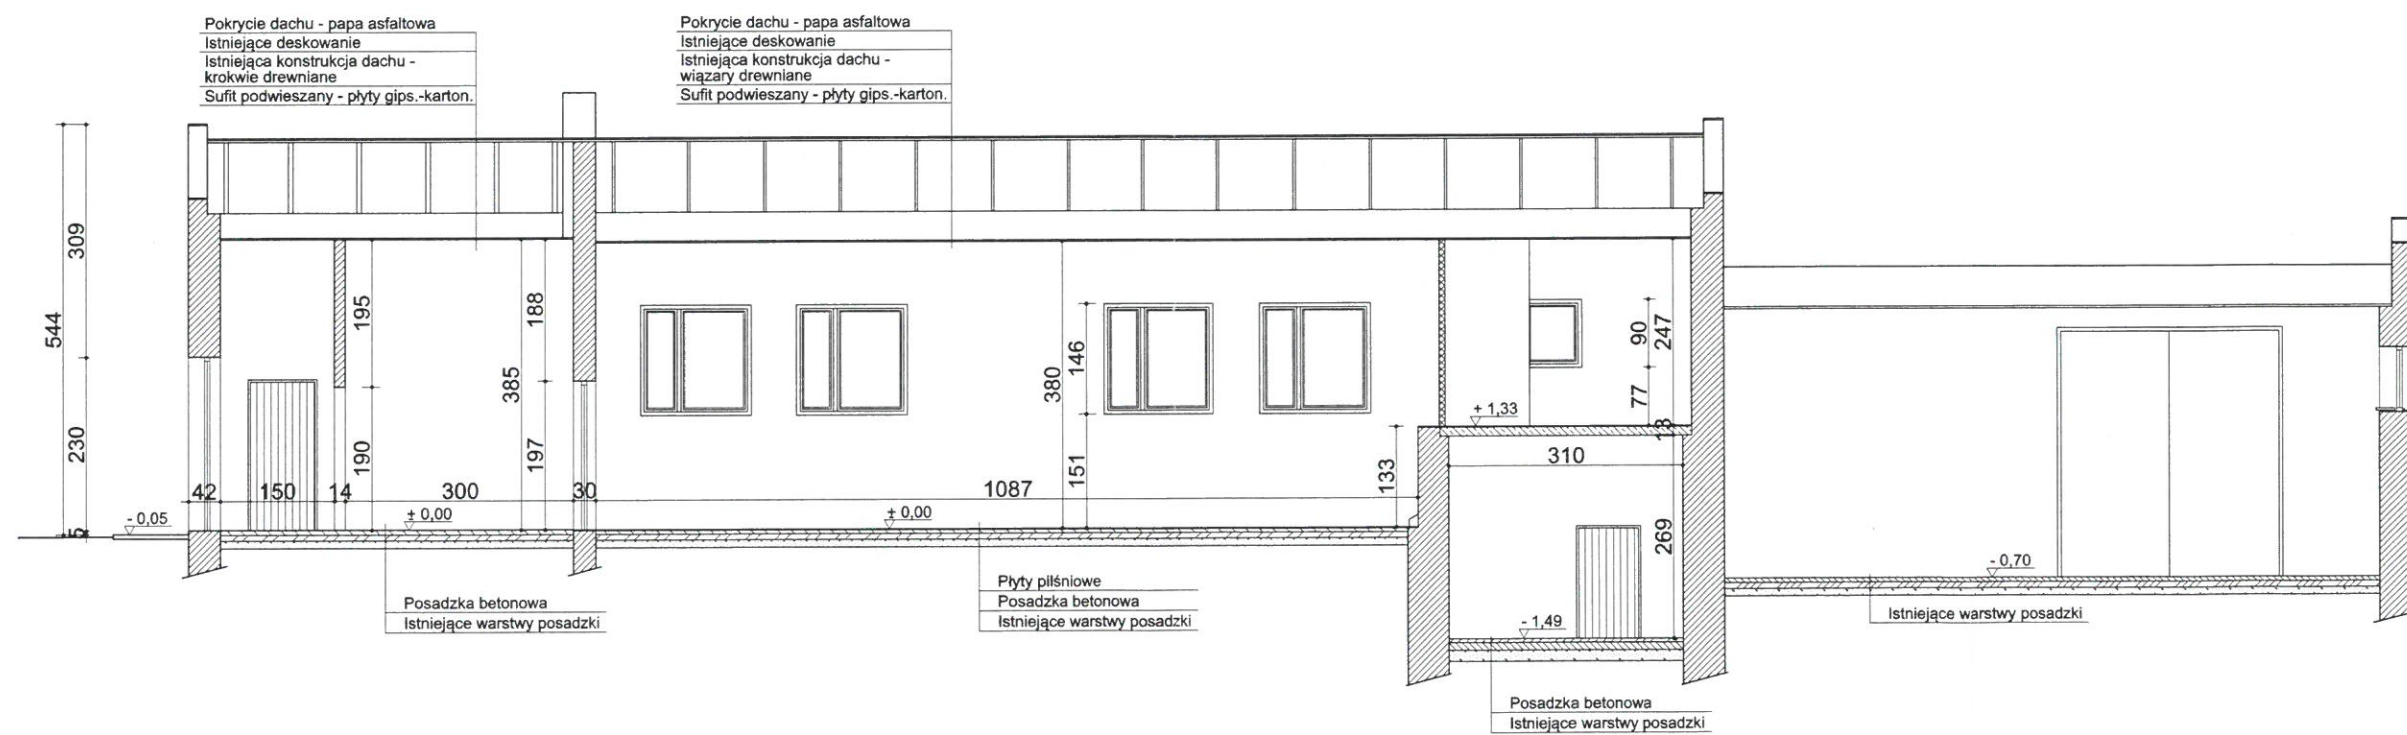 Pokrycie dachu - papa asfaltowa
Istniejące deskowanie
Istniejąca konstrukcja dachu -
krokwie drewniane
Sufit podwieszany - płyty gips.-karton.
Pokrycie dachu - papa asfaltowa
Istniejące deskowanie
Istniejąca konstrukcja dachu -
wiązary drewniane
Sufit podwieszany - płyty gips.-karton.
544
309
230
5
195
190
188
385
197
146
380
151
133
90
247
77
13
269
42
150
14
300
30
1087
310
- 0,05
± 0,00
± 0,00
+ 1,33
- 1,49
- 0,70
Posadzka betonowa
Istniejące warstwy posadzki
Płyty pilśniowe
Posadzka betonowa
Istniejące warstwy posadzki
Istniejące warstwy posadzki
Posadzka betonowa
Istniejące warstwy posadzki